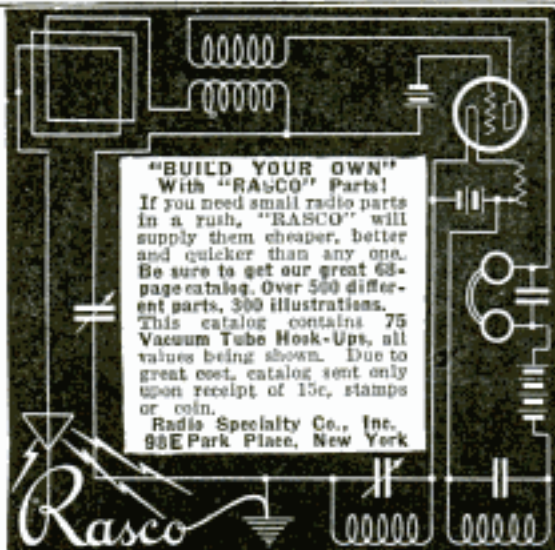 "BUILD YOUR OWN"
With "RASCO" Parts!
If you need small radio parts
in a rush, "RASCO" will
supply them cheaper, better
and quicker than any one.
Be sure to get our great 68-
page catalog. Over 500 differ-
ent parts, 300 illustrations.
This catalog contains 75
Vacuum Tube Hook-Ups, all
values being shown. Due to
great cost, catalog sent only
upon receipt of 15c, stamps
or coin.
Radio Specialty Co., Inc.
98E Park Place, New York
Rasco